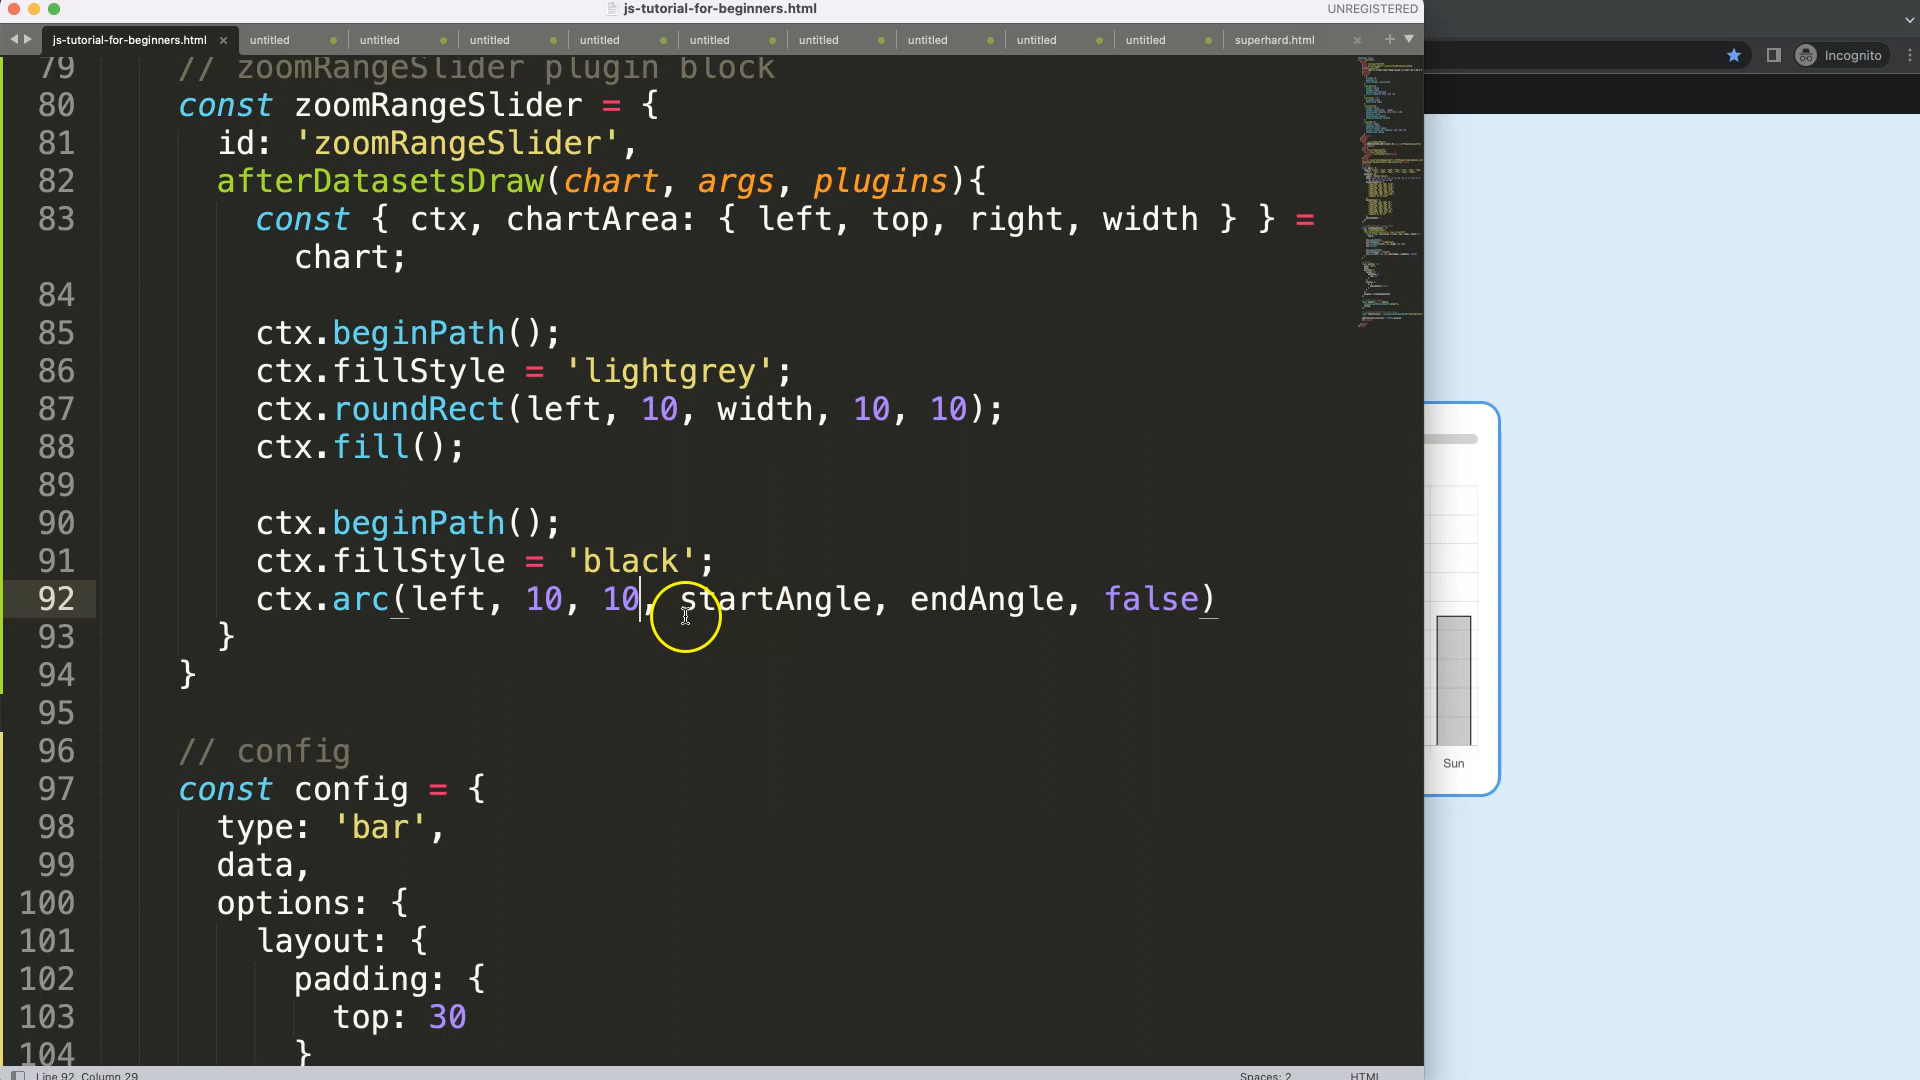 js-tutorial-for-beginners.html
UNREGISTERED
js-tutorial-for-beginners.html × untitled untitled untitled untitled untitled untitled untitled untitled untitled superhard.html × +
Incognito
79 // zoomRangeSlider plugin block
80 const zoomRangeSlider = {
81 id: 'zoomRangeSlider',
82 afterDatasetsDraw(chart, args, plugins){
83 const { ctx, chartArea: { left, top, right, width } } =
chart;
84
85 ctx.beginPath();
86 ctx.fillStyle = 'lightgrey';
87 ctx.roundRect(left, 10, width, 10, 10);
88 ctx.fill();
89
90 ctx.beginPath();
91 ctx.fillStyle = 'black';
92 ctx.arc(left, 10, 10, startAngle, endAngle, false)
93 }
94 }
95
96 // config
97 const config = {
98 type: 'bar',
99 data,
100 options: {
101 layout: {
102 padding: {
103 top: 30
104 }
Sun
Line 92, Column 29
Spaces: 2
HTML